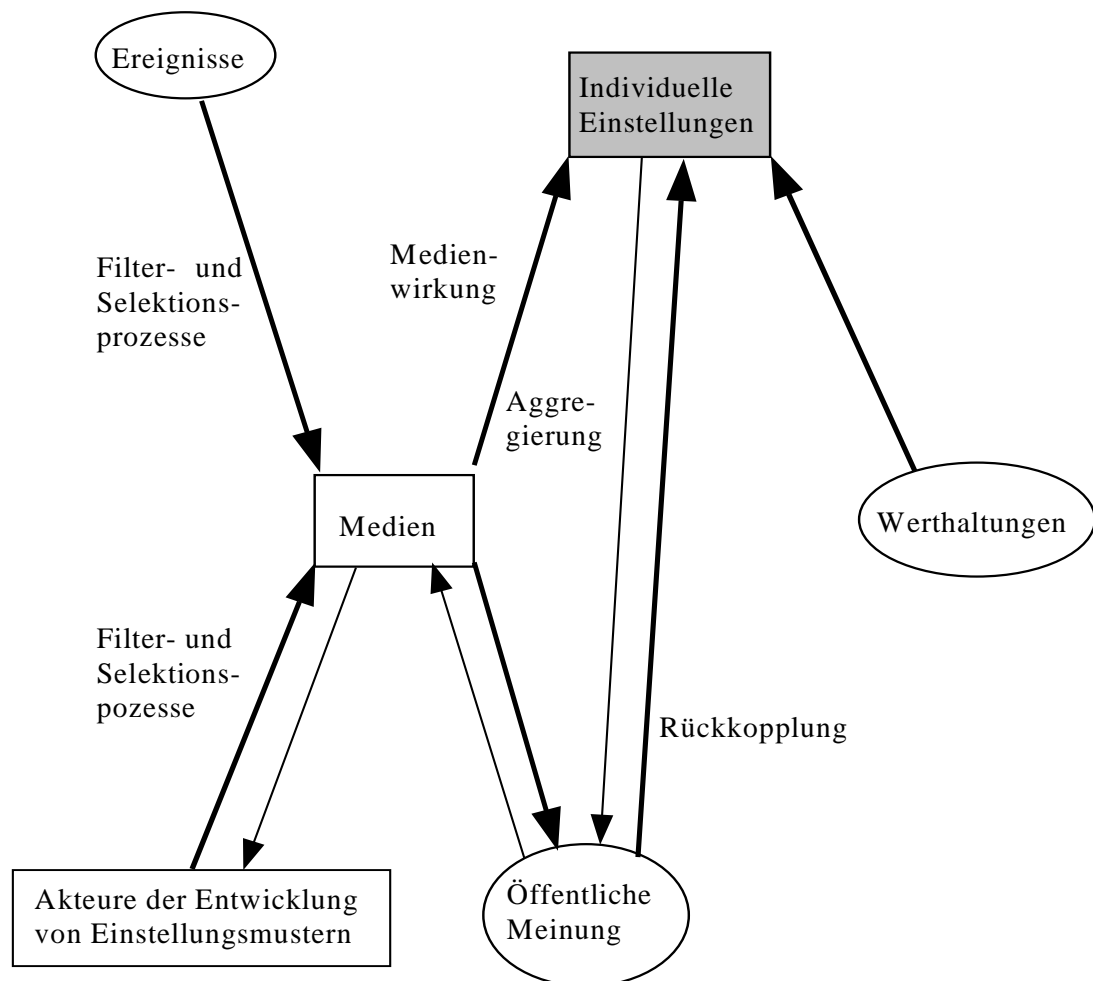 Ereignisse
Individuelle
Einstellungen
Filter- und
Selektions-
prozesse
Medien-
wirkung
Aggre-
gierung
Medien
Werthaltungen
Filter- und
Selektions-
pozesse
Rückkopplung
Akteure der Entwicklung
von Einstellungsmustern
Öffentliche
Meinung